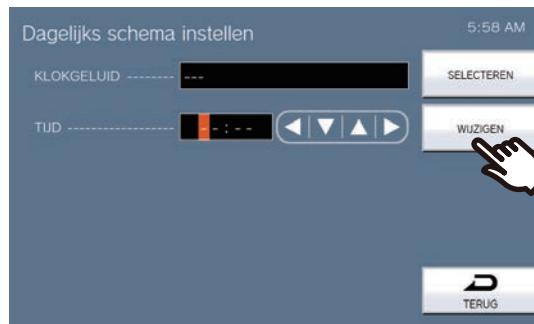 Dagelijks schema instellen
5:58 AM
KLOKGELUID -------- ---
SELECTEREN
TIJD ----------------- --:--
WIJZIGEN
TERUG